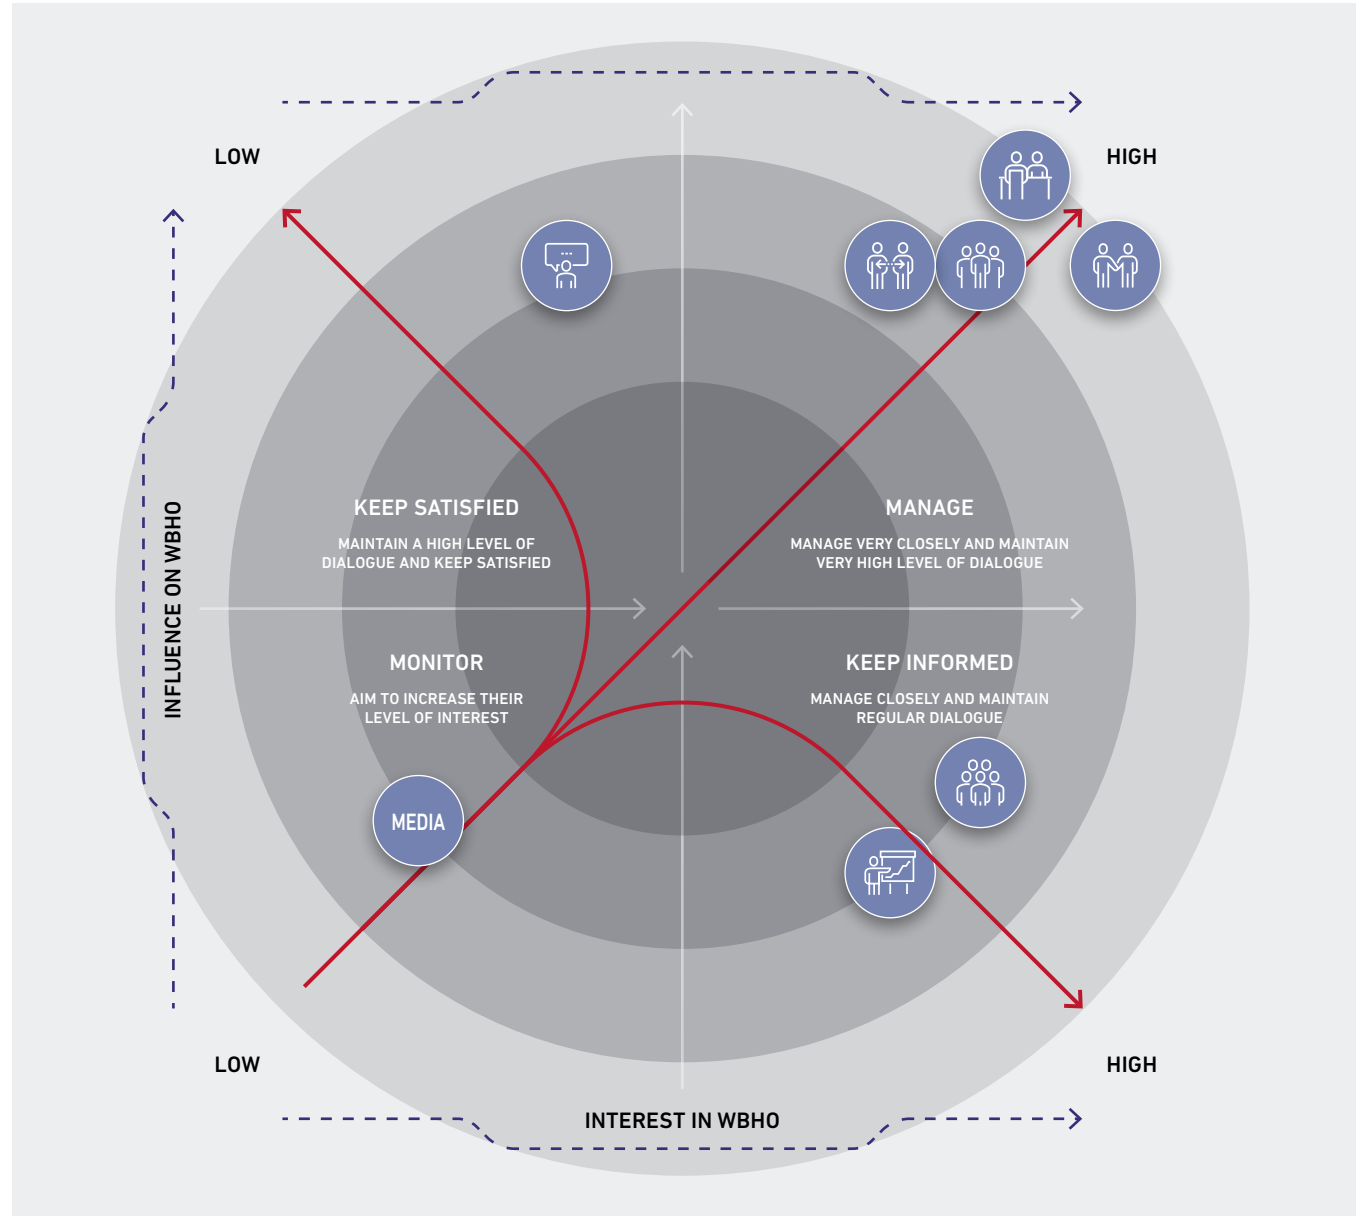 LOW
HIGH
INFLUENCE ON WBHO
KEEP SATISFIED
MAINTAIN A HIGH LEVEL OF
DIALOGUE AND KEEP SATISFIED
MANAGE
MANAGE VERY CLOSELY AND MAINTAIN
VERY HIGH LEVEL OF DIALOGUE
MONITOR
AIM TO INCREASE THEIR
LEVEL OF INTEREST
KEEP INFORMED
MANAGE CLOSELY AND MAINTAIN
REGULAR DIALOGUE
MEDIA
LOW
HIGH
INTEREST IN WBHO